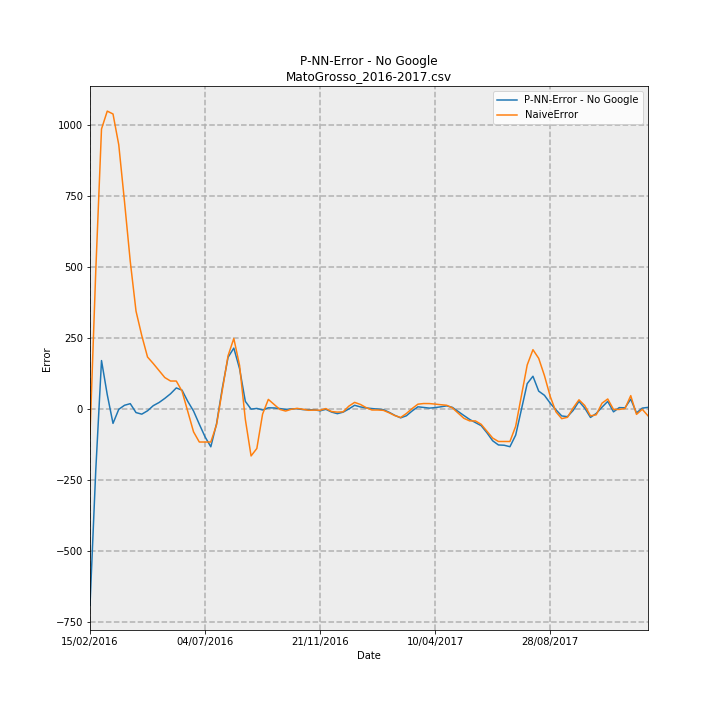 P-NN-Error - No Google
MatoGrosso_2016-2017.csv
P-NN-Error - No Google
NaiveError
1000
750
500
250
0
−250
−500
−750
Error
15/02/2016
04/07/2016
21/11/2016
10/04/2017
28/08/2017
Date